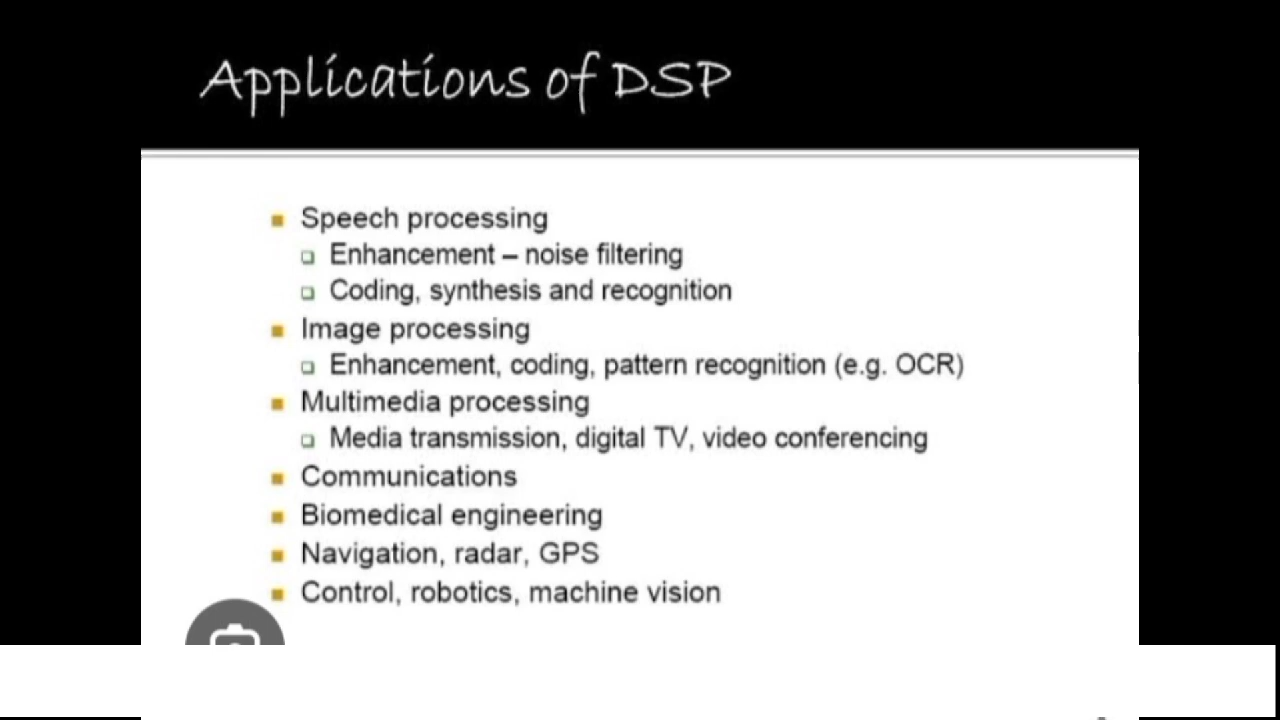 Applications of DSP
Speech processing
Enhancement – noise filtering
Coding, synthesis and recognition
Image processing
Enhancement, coding, pattern recognition (e.g. OCR)
Multimedia processing
Media transmission, digital TV, video conferencing
Communications
Biomedical engineering
Navigation, radar, GPS
Control, robotics, machine vision